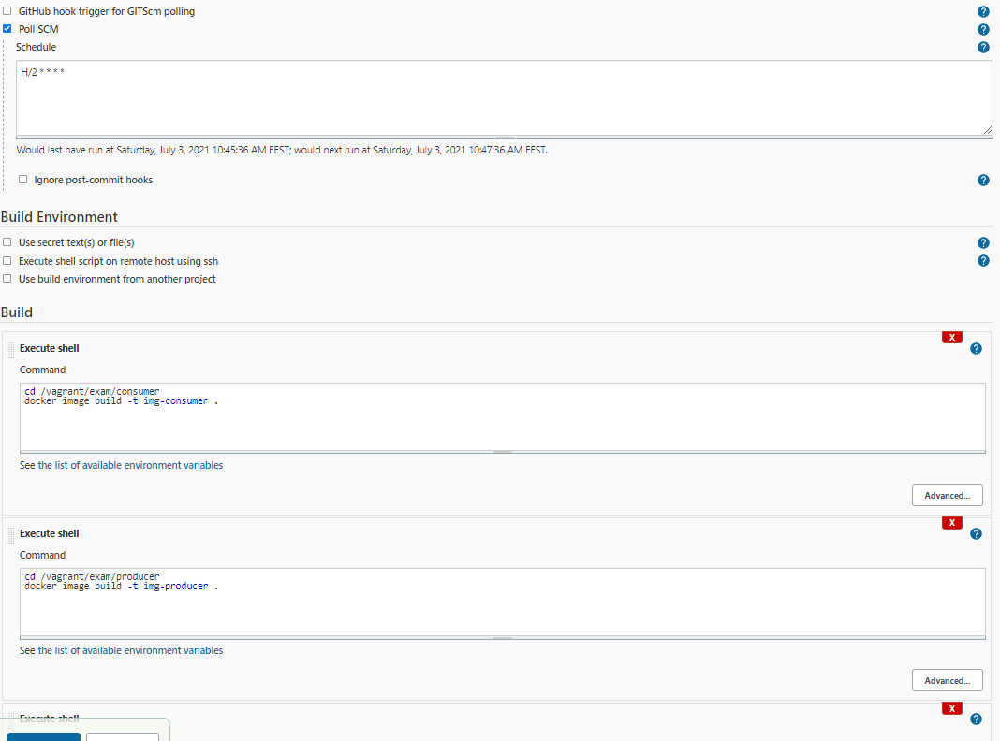 GitHub hook trigger for GITScm polling
Poll SCM
Schedule
H/2 * * * *
Would last have run at Saturday, July 3, 2021 10:45:36 AM EEST; would next run at Saturday, July 3, 2021 10:47:36 AM EEST.
Ignore post-commit hooks
Build Environment
Use secret text(s) or file(s)
Execute shell script on remote host using ssh
Use build environment from another project
Build
X
Execute shell
Command
cd /vagrant/exam/consumer
docker image build -t img-consumer .
See the list of available environment variables
Advanced...
X
Execute shell
Command
cd /vagrant/exam/producer
docker image build -t img-producer .
See the list of available environment variables
Advanced...
X
Execute shell